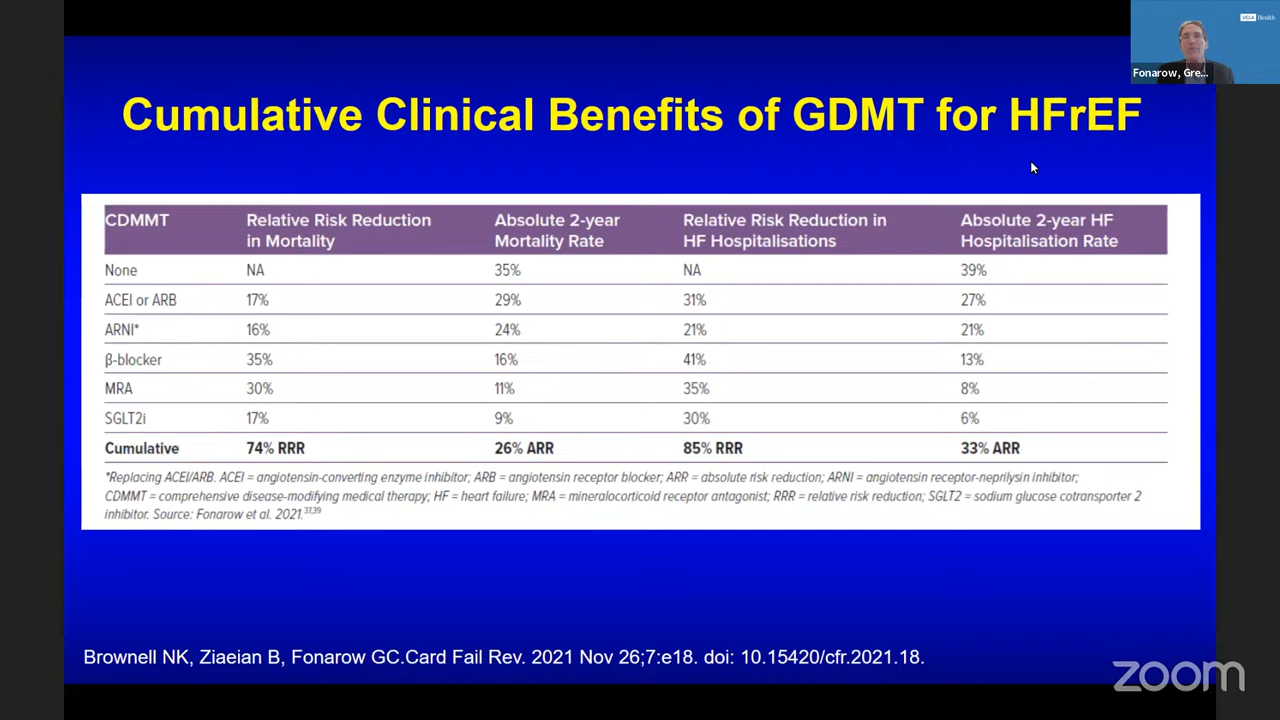 UCLA Health
Fonarow, Gre...
Cumulative Clinical Benefits of GDMT for HFrEF
CDMMT Relative Risk Reduction in Mortality Absolute 2-year Mortality Rate Relative Risk Reduction in HF Hospitalisations Absolute 2-year HF Hospitalisation Rate
None NA 35% NA 39%
ACEI or ARB 17% 29% 31% 27%
ARNI* 16% 24% 21% 21%
β-blocker 35% 16% 41% 13%
MRA 30% 11% 35% 8%
SGLT2i 17% 9% 30% 6%
Cumulative 74% RRR 26% ARR 85% RRR 33% ARR
*Replacing ACEI/ARB. ACEI = angiotensin-converting enzyme inhibitor; ARB = angiotensin receptor blocker; ARR = absolute risk reduction; ARNI = angiotensin receptor-neprilysin inhibitor;
CDMMT = comprehensive disease-modifying medical therapy; HF = heart failure; MRA = mineralocorticoid receptor antagonist; RRR = relative risk reduction; SGLT2 = sodium glucose cotransporter 2
inhibitor. Source: Fonarow et al. 2021.³¹,³⁹
Brownell NK, Ziaeian B, Fonarow GC.Card Fail Rev. 2021 Nov 26;7:e18. doi: 10.15420/cfr.2021.18.
zoom